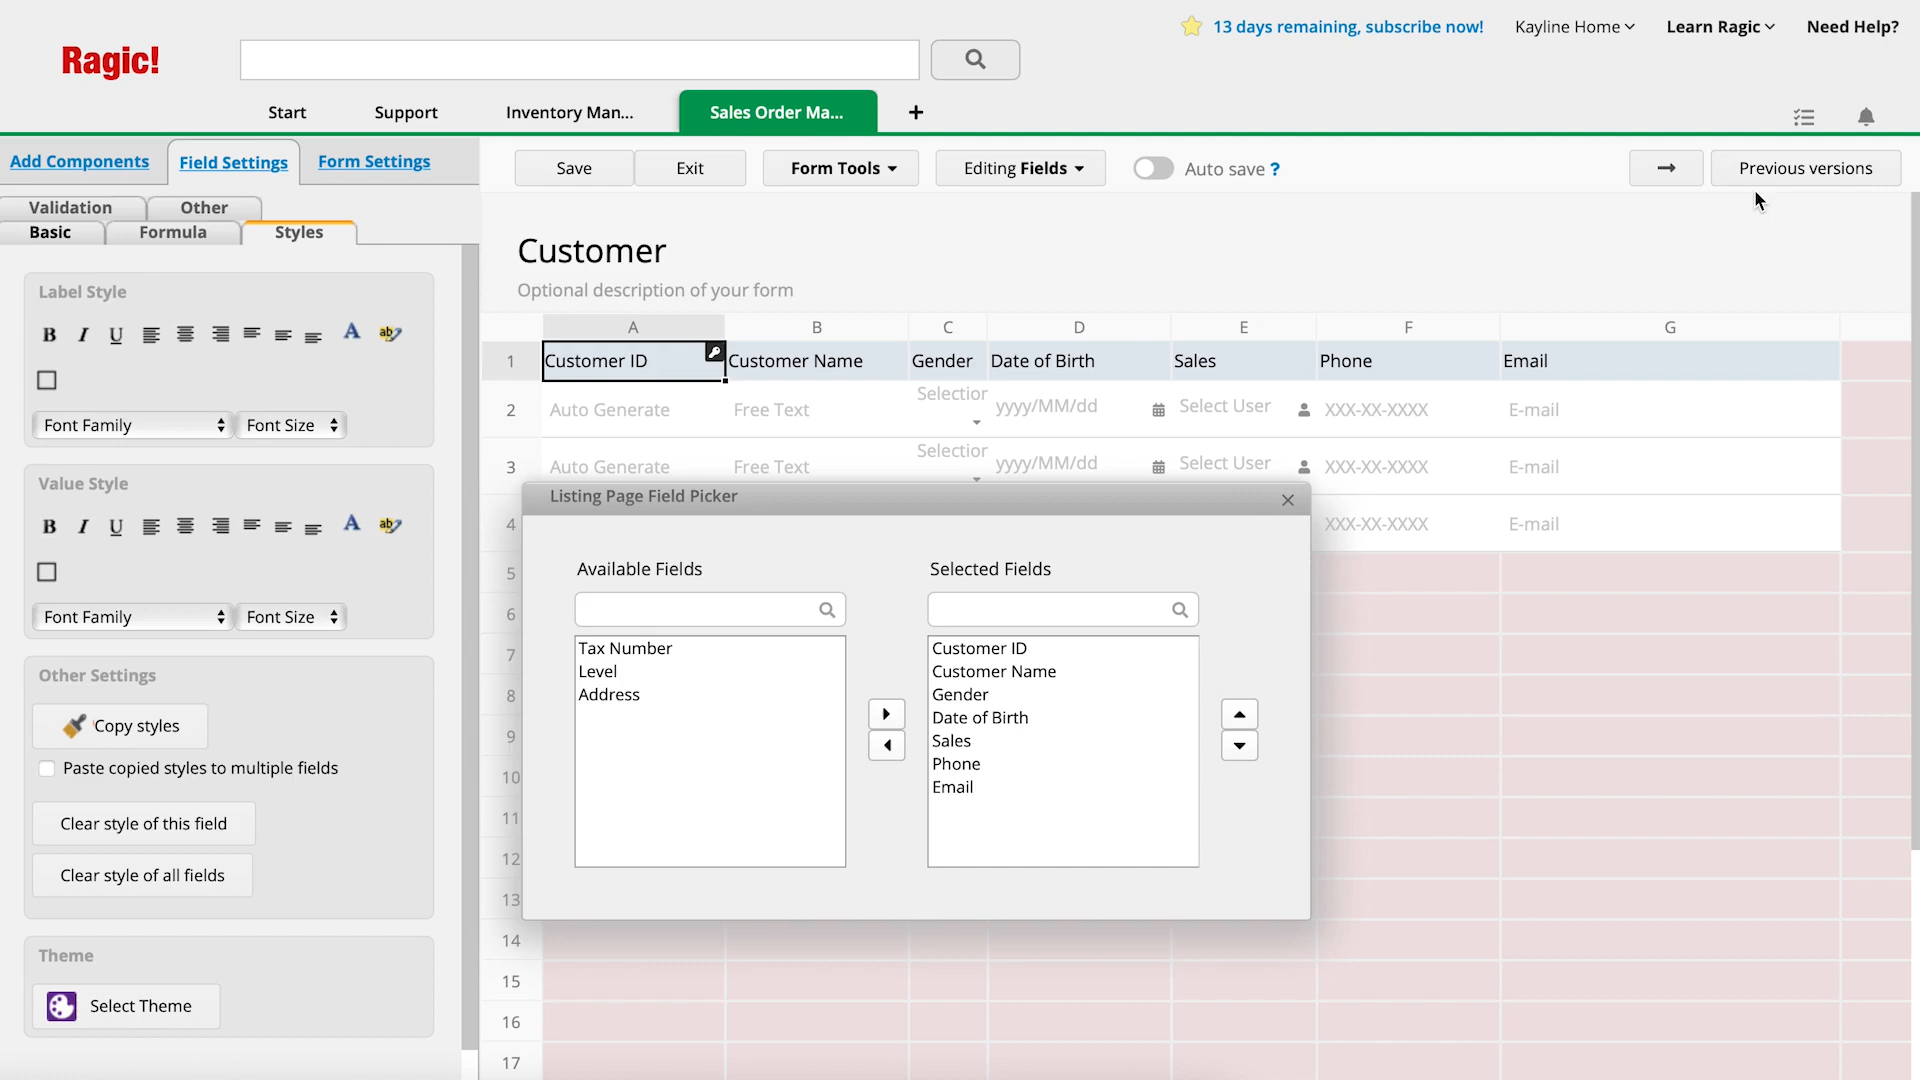 13 days remaining, subscribe now! Kayline Home Learn Ragic Need Help?
Ragic!
Start Support Inventory Man... Sales Order Ma... +
Add Components Field Settings Form Settings
Save Exit Form Tools Editing Fields Auto save ? → Previous versions
Validation Other
Basic Formula Styles
Customer
Optional description of your form
Label Style
B I U A ab
Font Family Font Size
Value Style
B I U A ab
Font Family Font Size
Other Settings
Copy styles
Paste copied styles to multiple fields
Clear style of this field
Clear style of all fields
Theme
Select Theme
A B C D E F G
1 Customer ID Customer Name Gender Date of Birth Sales Phone Email
2 Auto Generate Free Text Selection yyyy/MM/dd Select User XXX-XX-XXXX E-mail
3 Auto Generate Free Text Selection yyyy/MM/dd Select User XXX-XX-XXXX E-mail
4 XXX-XX-XXXX E-mail
5
6
7
8
9
10
11
12
13
14
15
16
17
Listing Page Field Picker
Available Fields
Tax Number
Level
Address
Selected Fields
Customer ID
Customer Name
Gender
Date of Birth
Sales
Phone
Email